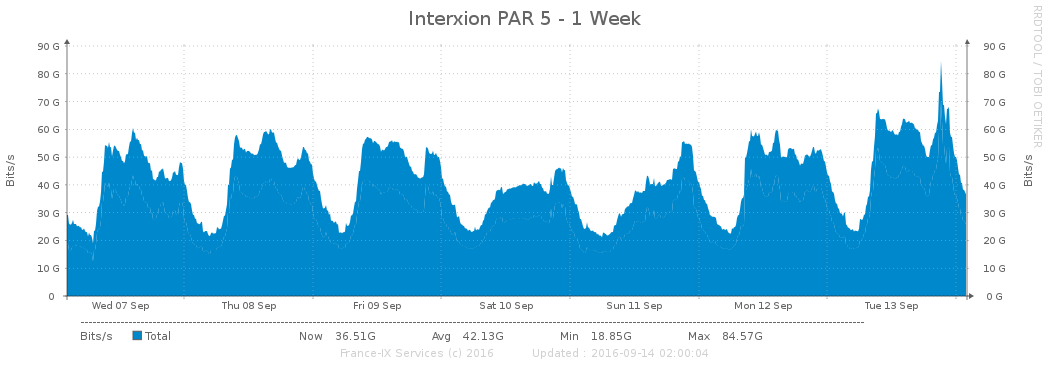 Interxion PAR 5 - 1 Week
RRDTOOL / TOBI OETIKER
Bits/s
90 G 90 G
80 G 80 G
70 G 70 G
60 G 60 G
50 G 50 G
40 G 40 G
30 G 30 G
20 G 20 G
10 G 10 G
0 0 G
Bits/s
Wed 07 Sep Thu 08 Sep Fri 09 Sep Sat 10 Sep Sun 11 Sep Mon 12 Sep Tue 13 Sep
Bits/s Total Now 36.51G Avg 42.13G Min 18.85G Max 84.57G
France-IX Services (c) 2016 Updated : 2016-09-14 02:00:04